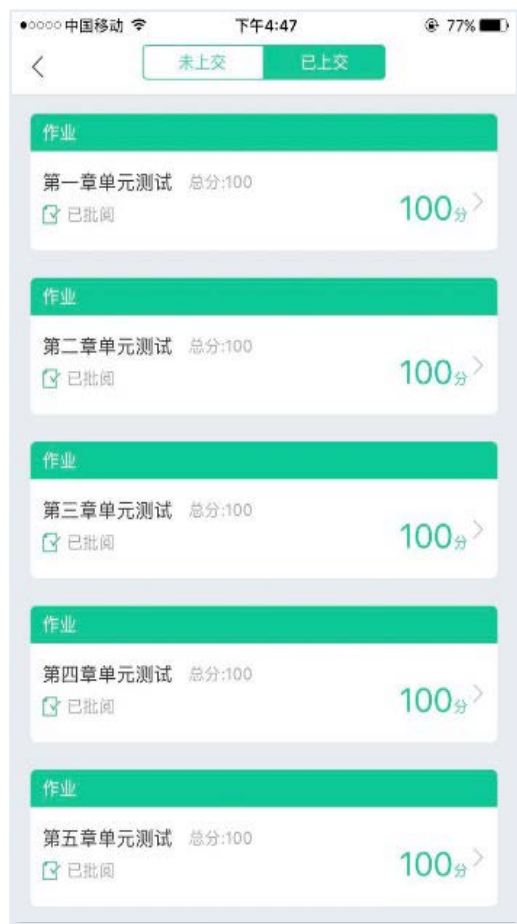 中国移动 下午4:47 77%
未上交 已上交
作业
第一章单元测试 总分:100
已批阅
100分
作业
第二章单元测试 总分:100
已批阅
100分
作业
第三章单元测试 总分:100
已批阅
100分
作业
第四章单元测试 总分:100
已批阅
100分
作业
第五章单元测试 总分:100
已批阅
100分